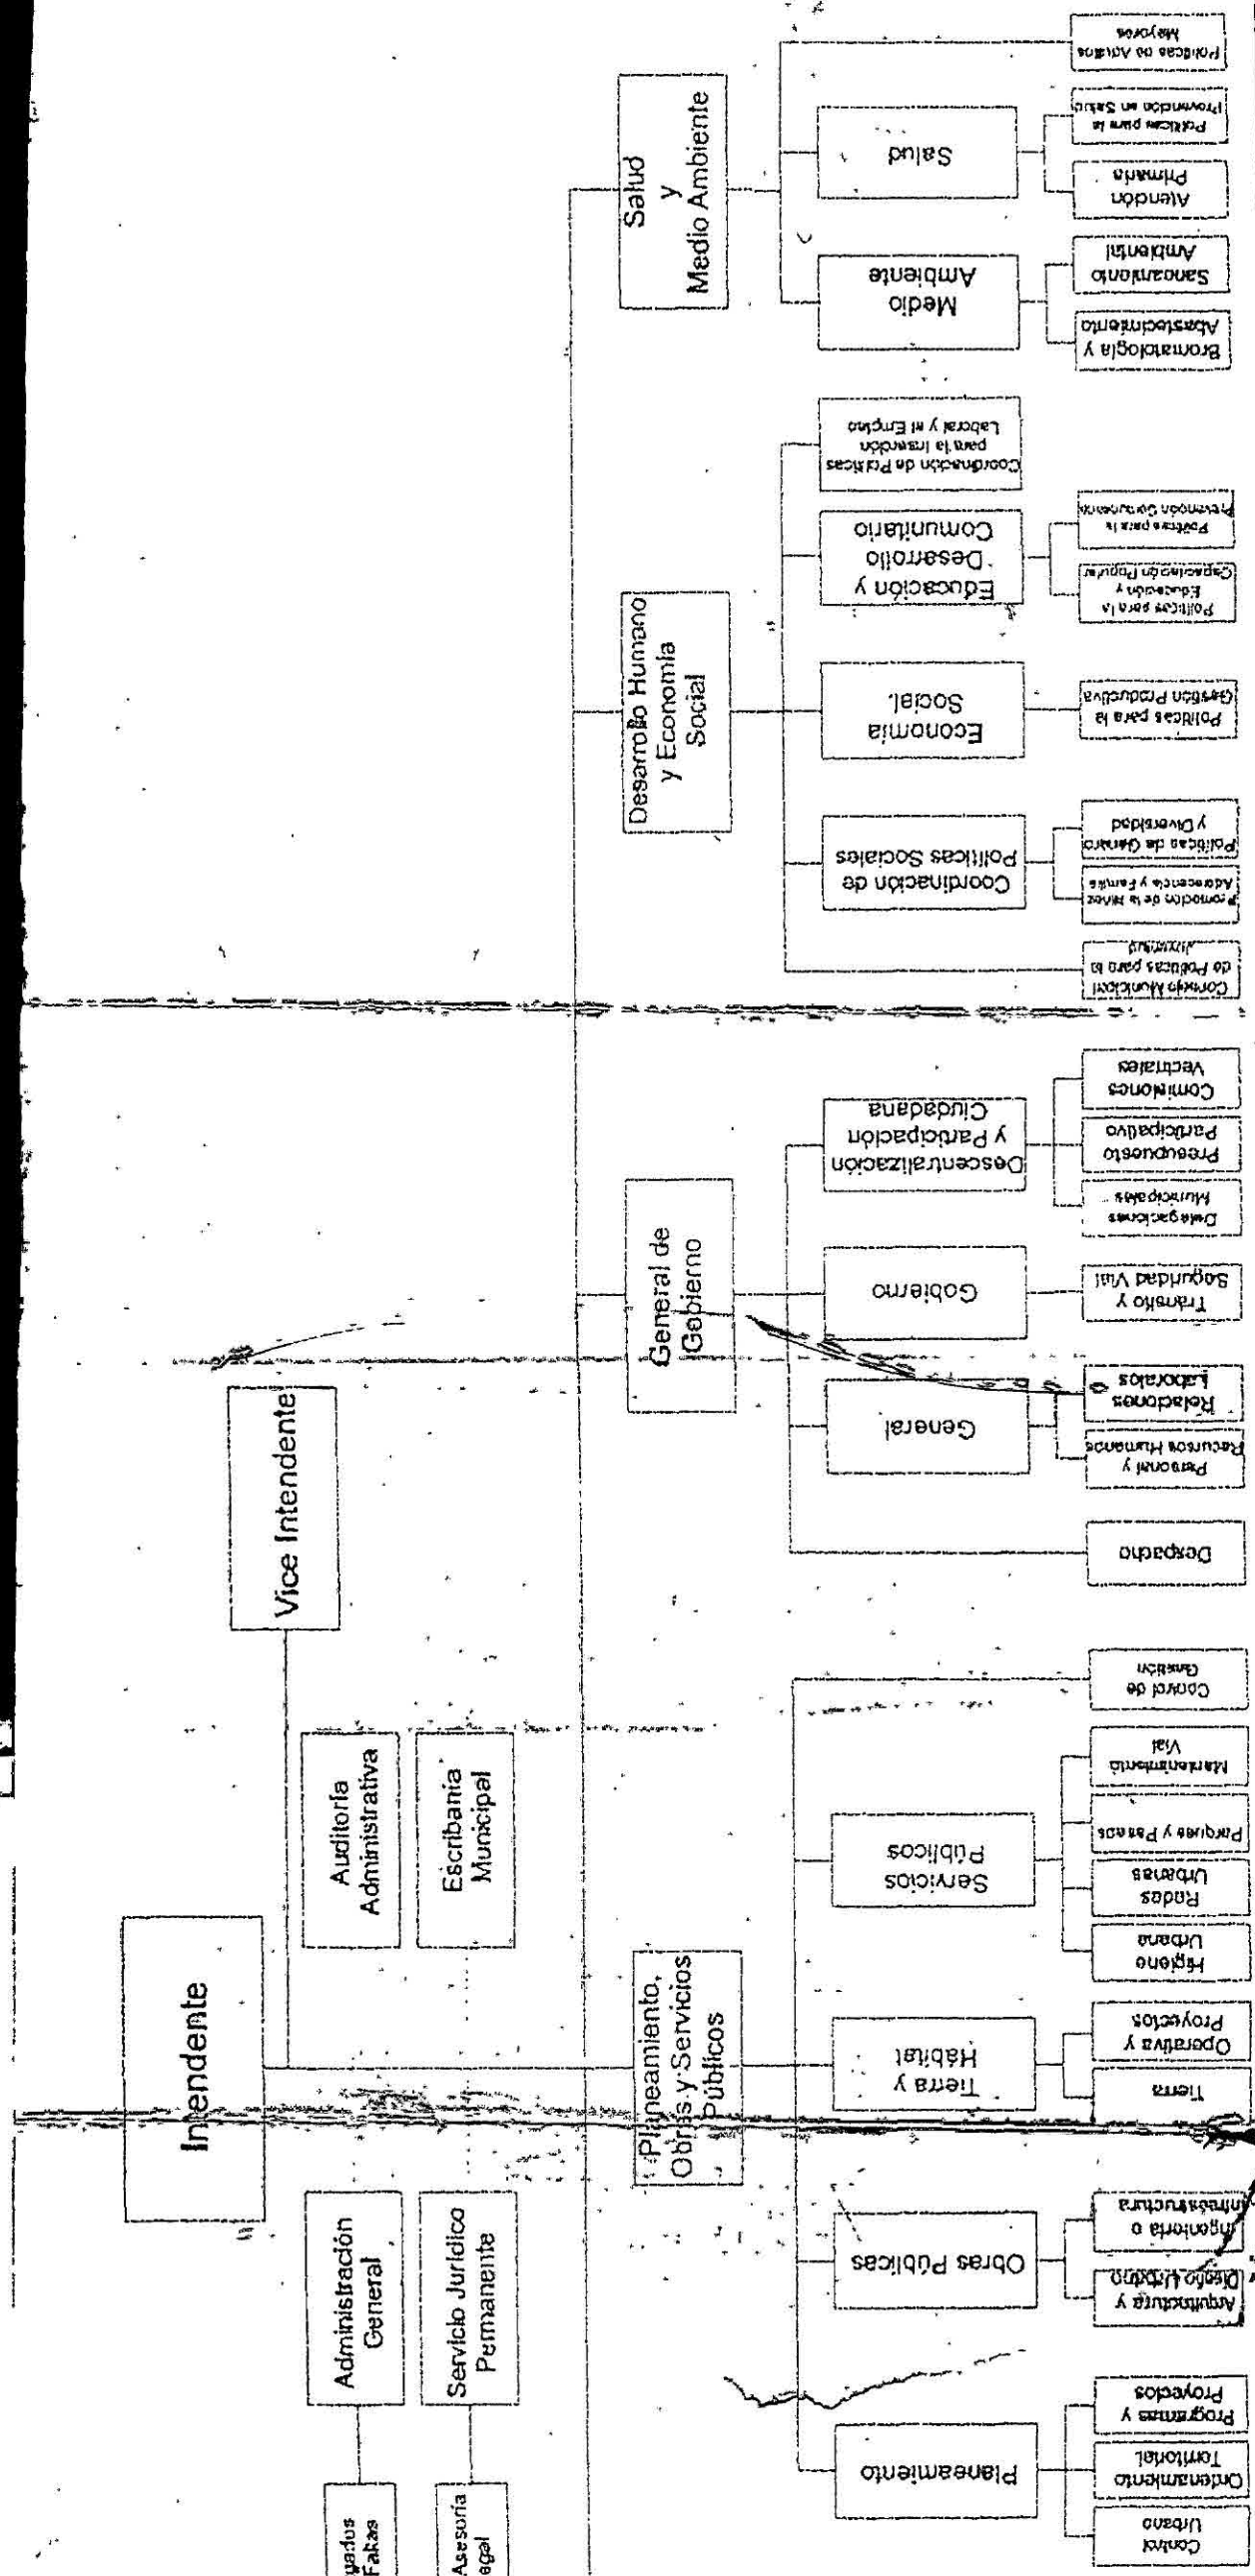 Intendente
Vice Intendente
Auditoría
Administrativa
Escribanía
Municipal
Administración
General
Servicio Jurídico
Permanente
Faltas
Asesoría
egal
Planeamiento,
Obras y Servicios
Públicos
General de
Gobierno
Desarrollo Humano
y Economía
Social
Salud
y
Medio Ambiente
Planeamiento
Control
Urbano
Ordenamiento
Territorial.
Programas y
Proyectos
Obras Públicas
Arquitectura y
Diseño Urbano
Ingeniería e
Infraestructura
Tierra y
Hábitat
Tierra
Operativa y
Proyectos
Servicios
Públicos
Higiene
Urbana
Redes
Urbanas
Parques y Paseos
Mantenimiento
Vial
Control de
Gestión
Despacho
General
Personal y
Recursos Humanos
Relaciones
Laborales
Gobierno
Tránsito y
Seguridad Vial
Descentralización
y Participación
Ciudadana
Delegaciones
Municipales
Presupuesto
Participativo
Comisiones
Vecinales
Consejo Municipal
de Políticas para la
Juventud
Coordinación de
Políticas Sociales
Promoción de la Niñez
Adolescencia y Familia
Políticas de Género
y Diversidad
Economía
Social.
Políticas para la
Gestión Productiva
Educación y
Desarrollo
Comunitario
Políticas para la
Educación y
Capacitación Popular
Políticas para la
Prevención Comunitaria
Coordinación de Políticas
para la Inserción
Laboral y el Empleo
Medio
Ambiente
Bromatología y
Abastecimiento
Saneamiento
Ambiental
Salud
Atención
Primaria
Políticas para la
Prevención en Salud
Políticas de Adultos
Mayores